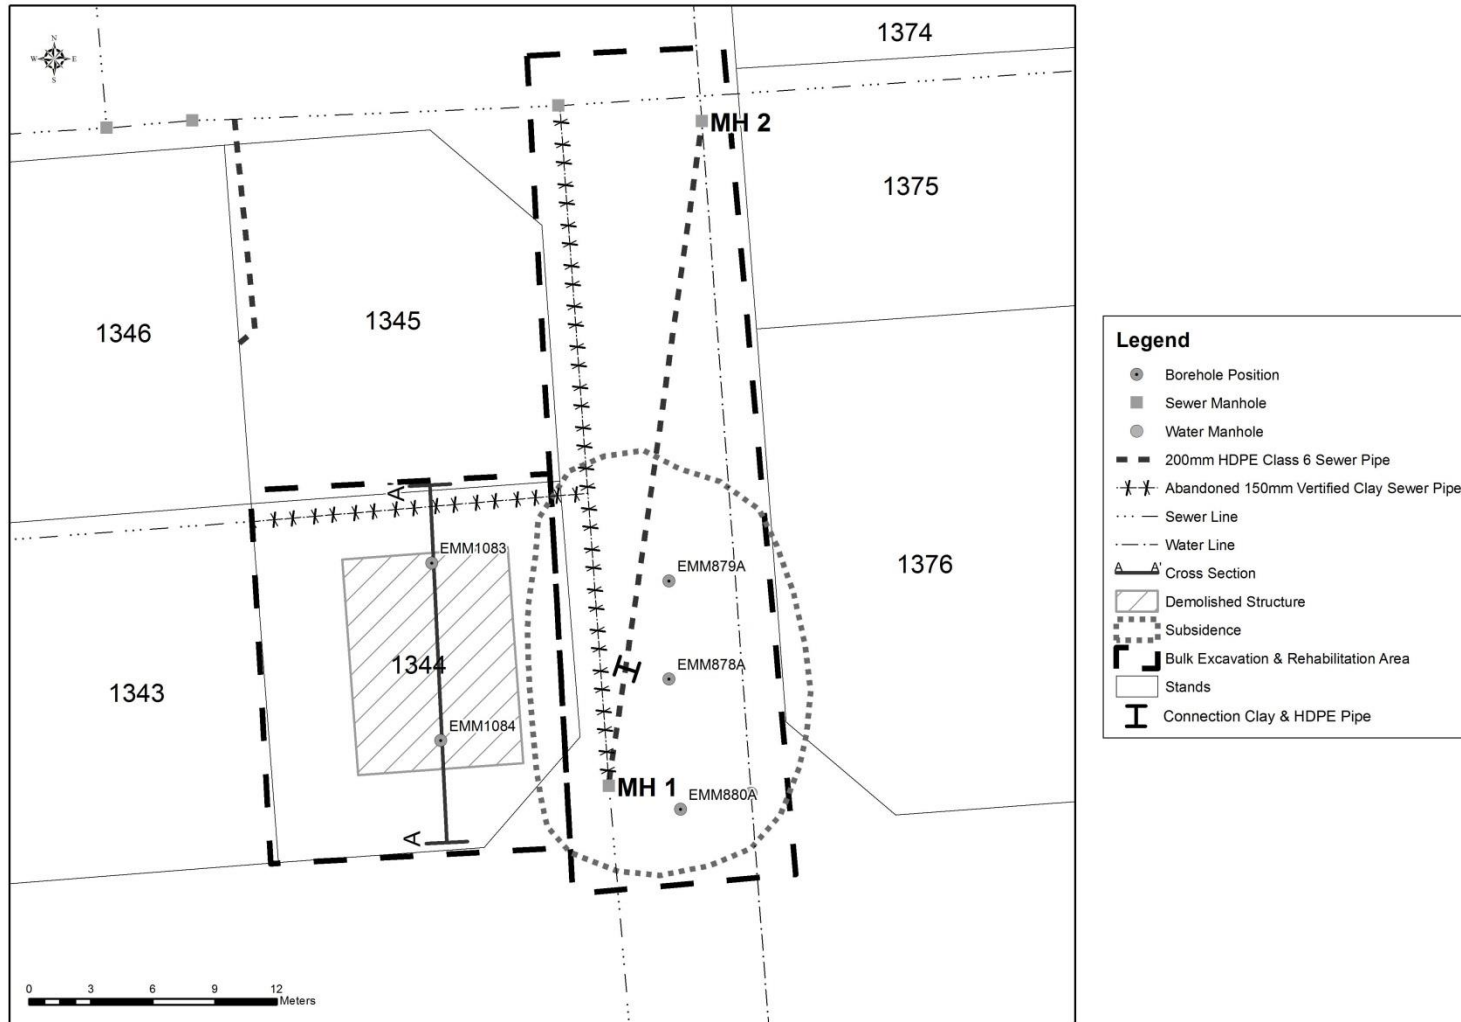 N
W E
S
1374
MH 2
1375
1346
1345
A'
EMM1083
EMM879A
1376
1344
EMM878A
1343
EMM1084
MH 1
EMM880A
A
0 3 6 9 12
Meters
Legend
Borehole Position
Sewer Manhole
Water Manhole
200mm HDPE Class 6 Sewer Pipe
Abandoned 150mm Vertified Clay Sewer Pipe
Sewer Line
Water Line
A A' Cross Section
Demolished Structure
Subsidence
Bulk Excavation & Rehabilitation Area
Stands
Connection Clay & HDPE Pipe